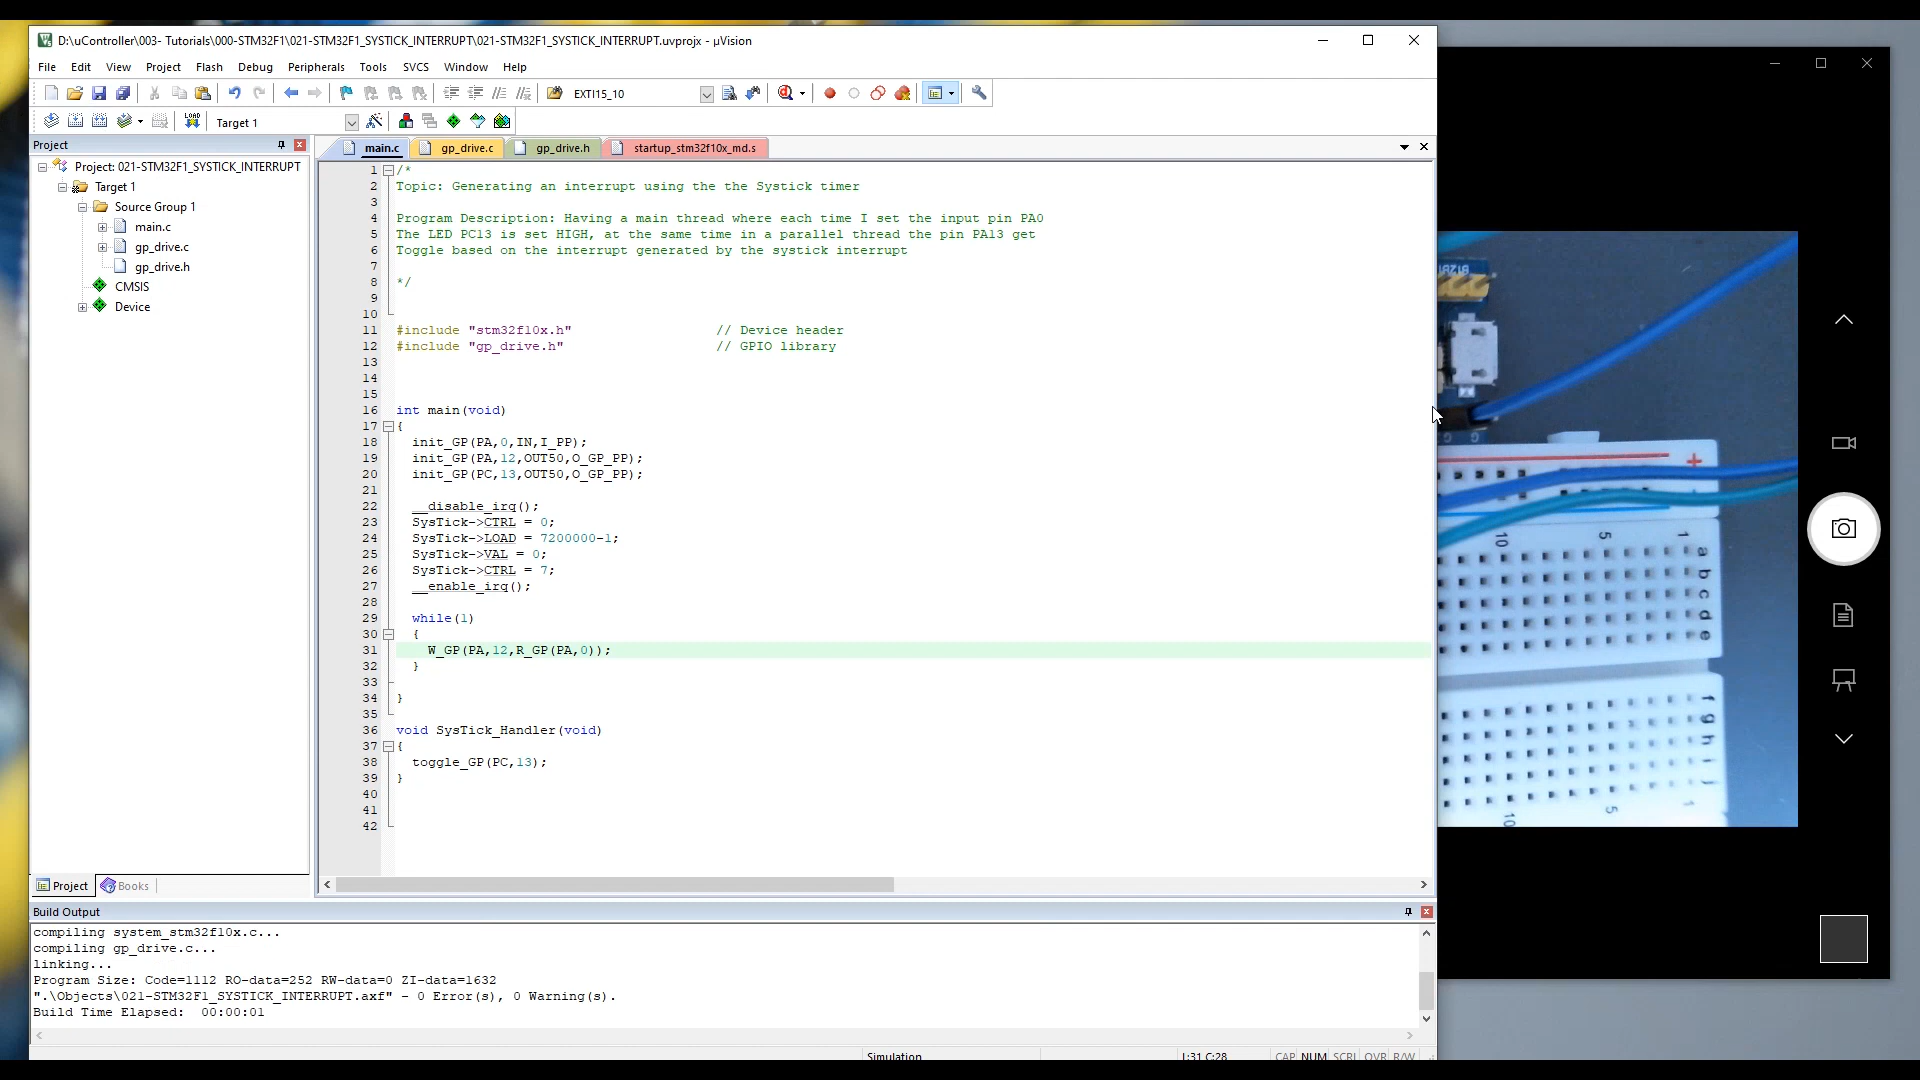 D:\uController\003- Tutorials\000-STM32F1\021-STM32F1_SYSTICK_INTERRUPT\021-STM32F1_SYSTICK_INTERRUPT.uvprojx - µVision
File Edit View Project Flash Debug Peripherals Tools SVCS Window Help
EXTI15_10
LOAD
Target 1
Project
Project: 021-STM32F1_SYSTICK_INTERRUPT
Target 1
Source Group 1
main.c
gp_drive.c
gp_drive.h
CMSIS
Device
Project Books
main.c gp_drive.c gp_drive.h startup_stm32f10x_md.s
1 /*
2 Topic: Generating an interrupt using the the Systick timer
3
4 Program Description: Having a main thread where each time I set the input pin PA0
5 The LED PC13 is set HIGH, at the same time in a parallel thread the pin PA13 get
6 Toggle based on the interrupt generated by the systick interrupt
7
8 */
9
10
11 #include "stm32f10x.h" // Device header
12 #include "gp_drive.h" // GPIO library
13
14
15
16 int main(void)
17 {
18 init_GP(PA,0,IN,I_PP);
19 init_GP(PA,12,OUT50,O_GP_PP);
20 init_GP(PC,13,OUT50,O_GP_PP);
21
22 __disable_irq();
23 SysTick->CTRL = 0;
24 SysTick->LOAD = 7200000-1;
25 SysTick->VAL = 0;
26 SysTick->CTRL = 7;
27 __enable_irq();
28
29 while(1)
30 {
31 W_GP(PA,12,R_GP(PA,0));
32 }
33
34 }
35
36 void SysTick_Handler(void)
37 {
38 toggle_GP(PC,13);
39 }
40
41
42
Build Output
compiling system_stm32f10x.c...
compiling gp_drive.c...
linking...
Program Size: Code=1112 RO-data=252 RW-data=0 ZI-data=1632
".\Objects\021-STM32F1_SYSTICK_INTERRUPT.axf" - 0 Error(s), 0 Warning(s).
Build Time Elapsed: 00:00:01
Simulation L:31 C:28 CAP NUM SCRL OVR R/W
+
10 5 1
a
b
c
d
e
f
g
h
i
j
10 5 1